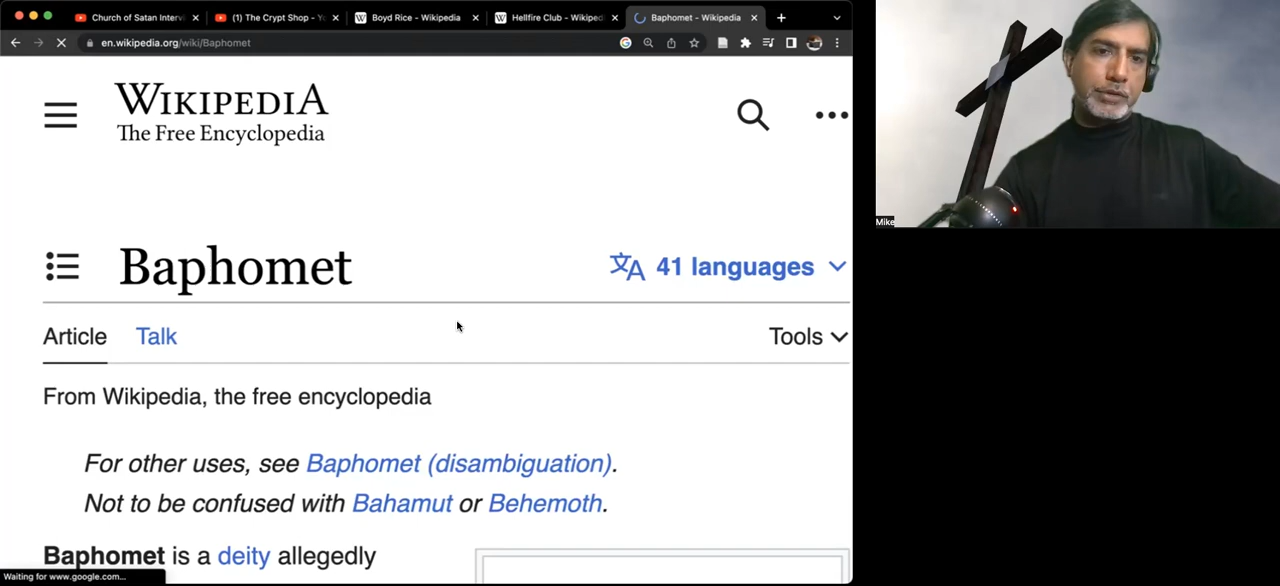 Church of Satan Intervi
(1) The Crypt Shop - Yo
Boyd Rice - Wikipedia
Hellfire Club - Wikiped
Baphomet - Wikipedia
en.wikipedia.org/wiki/Baphomet
WIKIPEDIA
The Free Encyclopedia
Baphomet
文A 41 languages
Article Talk Tools
From Wikipedia, the free encyclopedia
For other uses, see Baphomet (disambiguation).
Not to be confused with Bahamut or Behemoth.
Baphomet is a deity allegedly
Waiting for www.google.com...
Mike